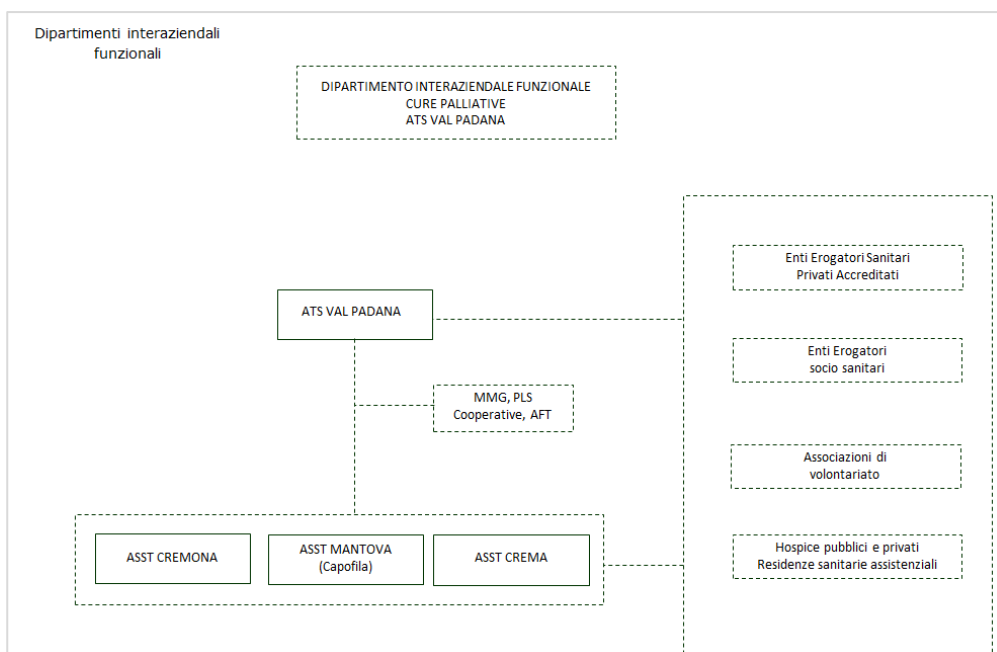 Dipartimenti interaziendali
funzionali
DIPARTIMENTO INTERAZIENDALE FUNZIONALE
CURE PALLIATIVE
ATS VAL PADANA
Enti Erogatori Sanitari
Privati Accreditati
ATS VAL PADANA
Enti Erogatori
socio sanitari
MMG, PLS
Cooperative, AFT
Associazioni di
volontariato
ASST CREMONA
ASST MANTOVA
(Capofila)
ASST CREMA
Hospice pubblici e privati
Residenze sanitarie assistenziali